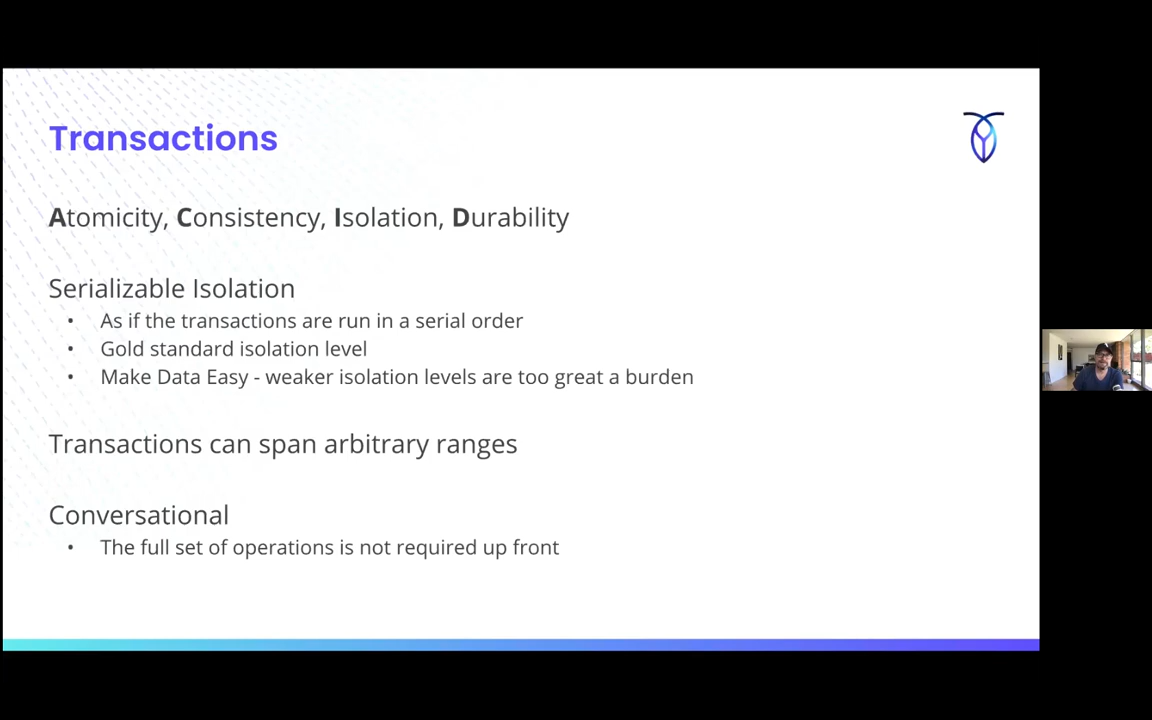 Transactions
Atomicity, Consistency, Isolation, Durability
Serializable Isolation
• As if the transactions are run in a serial order
• Gold standard isolation level
• Make Data Easy - weaker isolation levels are too great a burden
Transactions can span arbitrary ranges
Conversational
• The full set of operations is not required up front